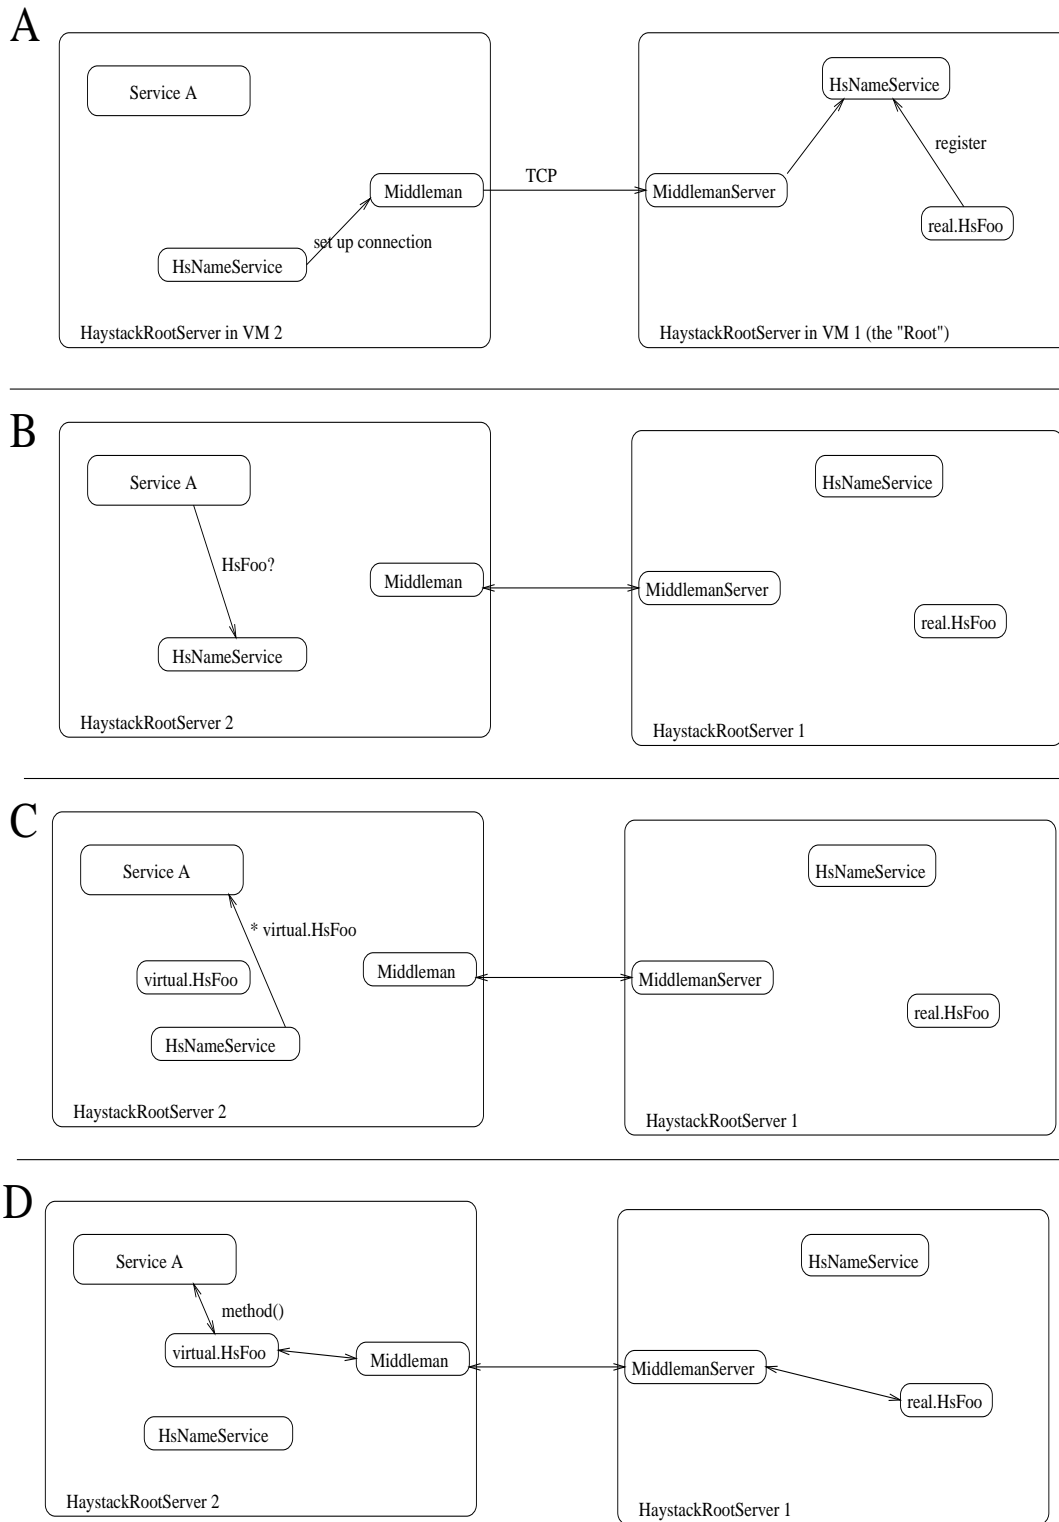 A
Service A
HsNameService
register
TCP
Middleman
MiddlemanServer
real.HsFoo
set up connection
HsNameService
HaystackRootServer in VM 2
HaystackRootServer in VM 1 (the "Root")
B
Service A
HsNameService
HsFoo?
Middleman
MiddlemanServer
real.HsFoo
HsNameService
HaystackRootServer 2
HaystackRootServer 1
C
Service A
HsNameService
* virtual.HsFoo
Middleman
MiddlemanServer
virtual.HsFoo
real.HsFoo
HsNameService
HaystackRootServer 2
HaystackRootServer 1
D
Service A
HsNameService
method()
virtual.HsFoo
Middleman
MiddlemanServer
real.HsFoo
HsNameService
HaystackRootServer 2
HaystackRootServer 1